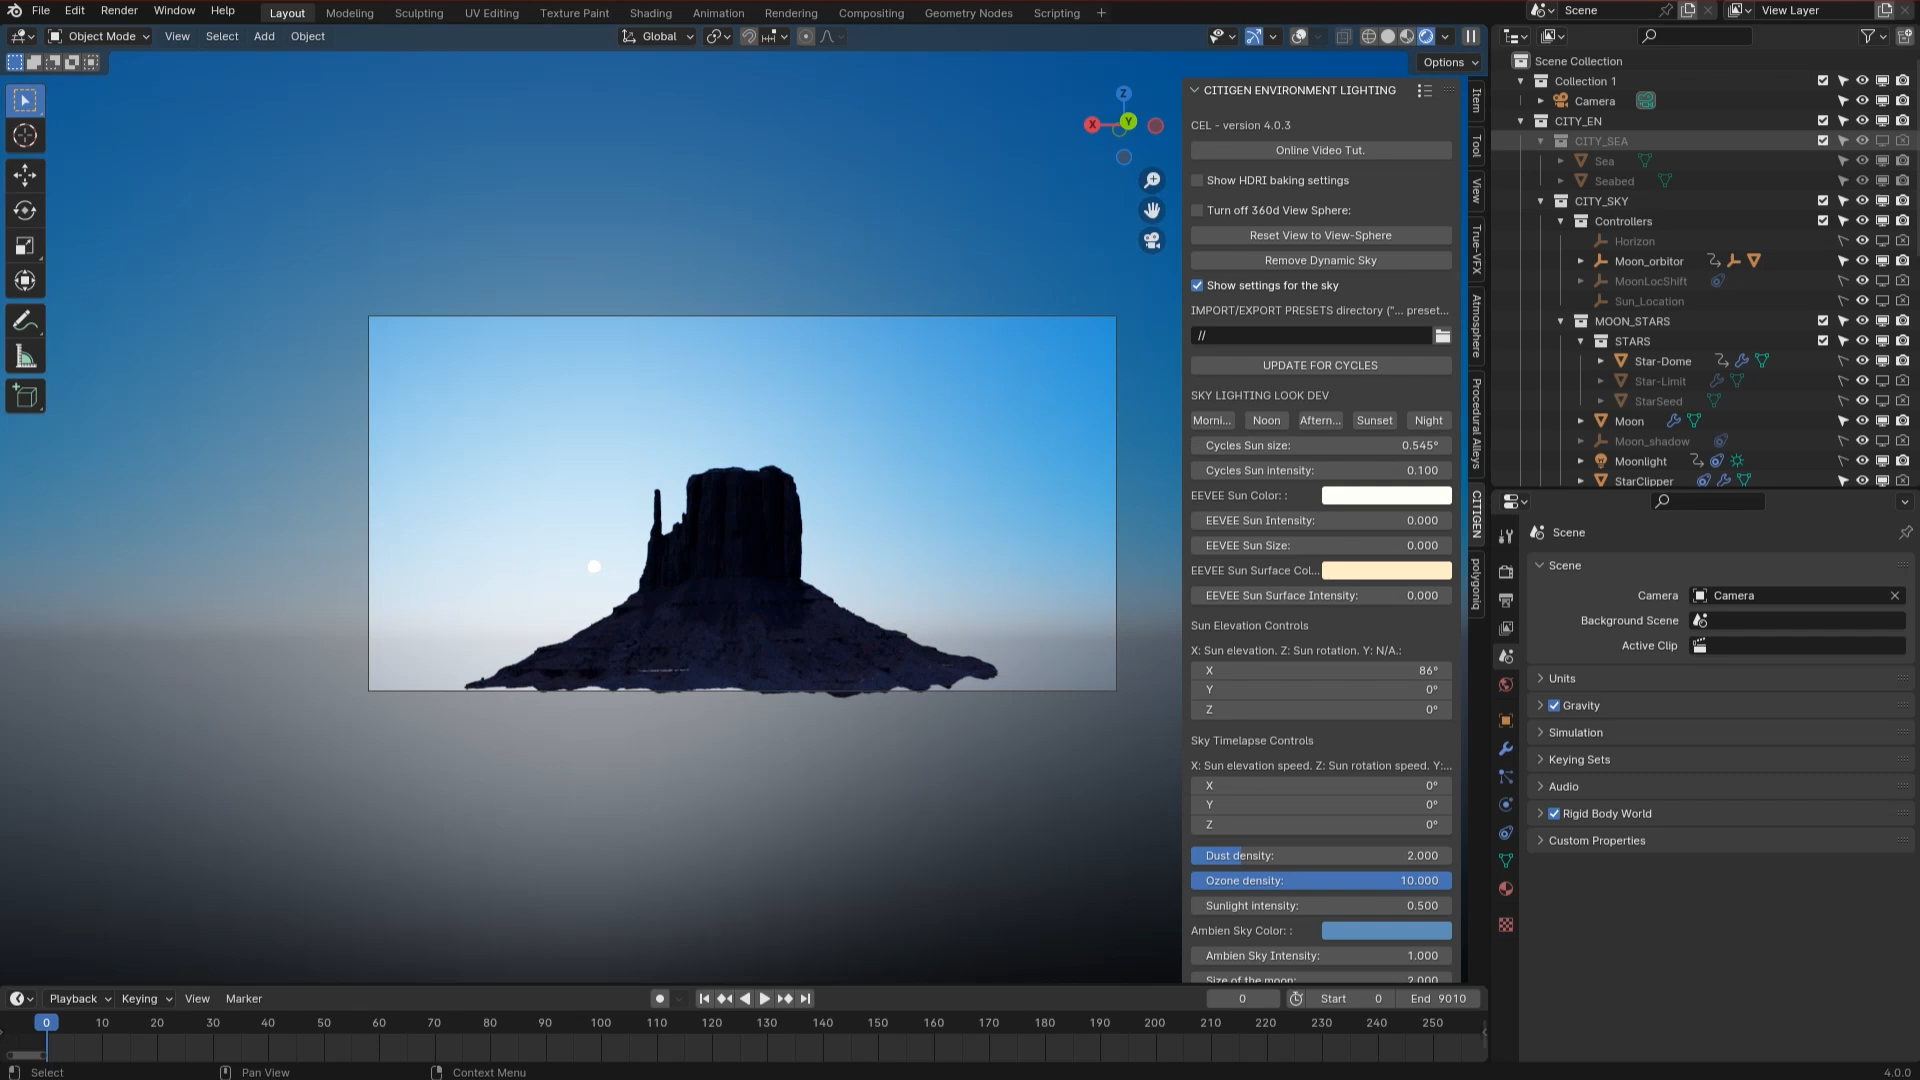 File Edit Render Window Help Layout Modeling Sculpting UV Editing Texture Paint Shading Animation Rendering Compositing Geometry Nodes Scripting + Scene View Layer
Object Mode View Select Add Object Global
Options
Z
X Y
CITIGEN ENVIRONMENT LIGHTING
CEL - version 4.0.3
Online Video Tut.
Show HDRI baking settings
Turn off 360d View Sphere:
Reset View to View-Sphere
Remove Dynamic Sky
Show settings for the sky
IMPORT/EXPORT PRESETS directory ("... preset...
//
UPDATE FOR CYCLES
SKY LIGHTING LOOK DEV
Morni... Noon Aftern... Sunset Night
Cycles Sun size: 0.545°
Cycles Sun intensity: 0.100
EEVEE Sun Color: :
EEVEE Sun Intensity: 0.000
EEVEE Sun Size: 0.000
EEVEE Sun Surface Col...
EEVEE Sun Surface Intensity: 0.000
Sun Elevation Controls
X: Sun elevation. Z: Sun rotation. Y: N/A.:
X 86°
Y 0°
Z 0°
Sky Timelapse Controls
X: Sun elevation speed. Z: Sun rotation speed. Y:...
X 0°
Y 0°
Z 0°
Dust density: 2.000
Ozone density: 10.000
Sunlight intensity: 0.500
Ambien Sky Color: :
Ambien Sky Intensity: 1.000
Size of the moon: 2.000
Item
Tool
View
True-VFX
Atmosphere
Procedural Alleys
CITIGEN
polygoniq
Scene Collection
Collection 1
Camera
CITY_EN
CITY_SEA
Sea
Seabed
CITY_SKY
Controllers
Horizon
Moon_orbitor
MoonLocShift
Sun_Location
MOON_STARS
STARS
Star-Dome
Star-Limit
StarSeed
Moon
Moon_shadow
Moonlight
StarClipper
Scene
Scene
Camera Camera
Background Scene
Active Clip
Units
Gravity
Simulation
Keying Sets
Audio
Rigid Body World
Custom Properties
Playback Keying View Marker 0 Start 0 End 9010
0 10 20 30 40 50 60 70 80 90 100 110 120 130 140 150 160 170 180 190 200 210 220 230 240 250
Select Pan View Context Menu 4.0.0